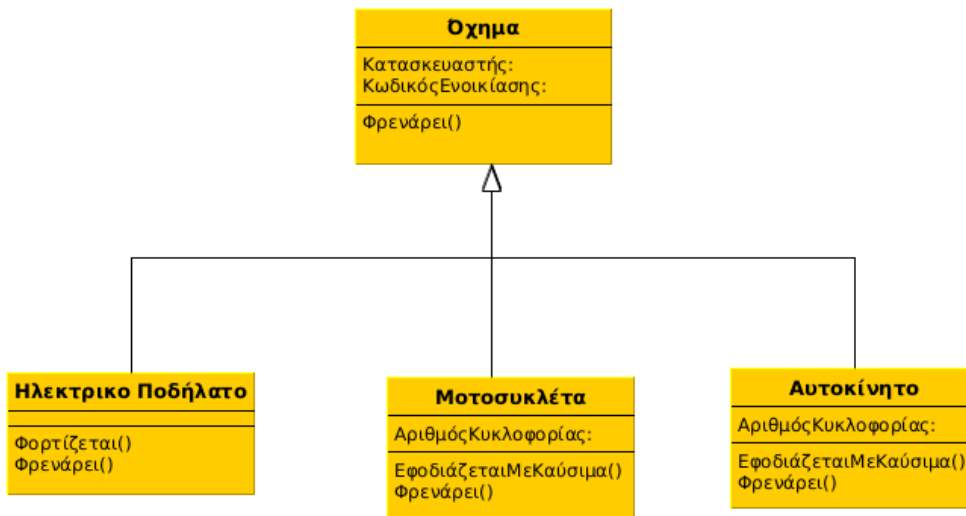 Όχημα
Κατασκευαστής:
ΚωδικόςΕνοικίασης:
Φρενάρει()
Ηλεκτρικο Ποδήλατο
Φορτίζεται()
Φρενάρει()
Μοτοσυκλέτα
ΑριθμόςΚυκλοφορίας:
ΕφοδιάζεταιΜεΚαύσιμα()
Φρενάρει()
Αυτοκίνητο
ΑριθμόςΚυκλοφορίας:
ΕφοδιάζεταιΜεΚαύσιμα()
Φρενάρει()